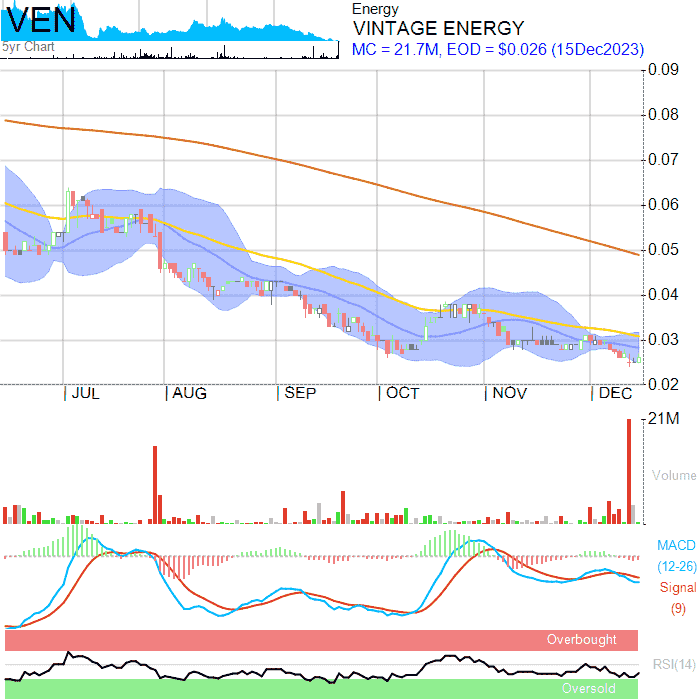 VEN
5yr Chart
Energy
VINTAGE ENERGY
MC = 21.7M, EOD = $0.026 (15Dec2023)
0.09
0.08
0.07
0.06
0.05
0.04
0.03
0.02
JUL AUG SEP OCT NOV DEC
21M
Volume
MACD
(12-26)
Signal
(9)
Overbought
RSI(14)
Oversold